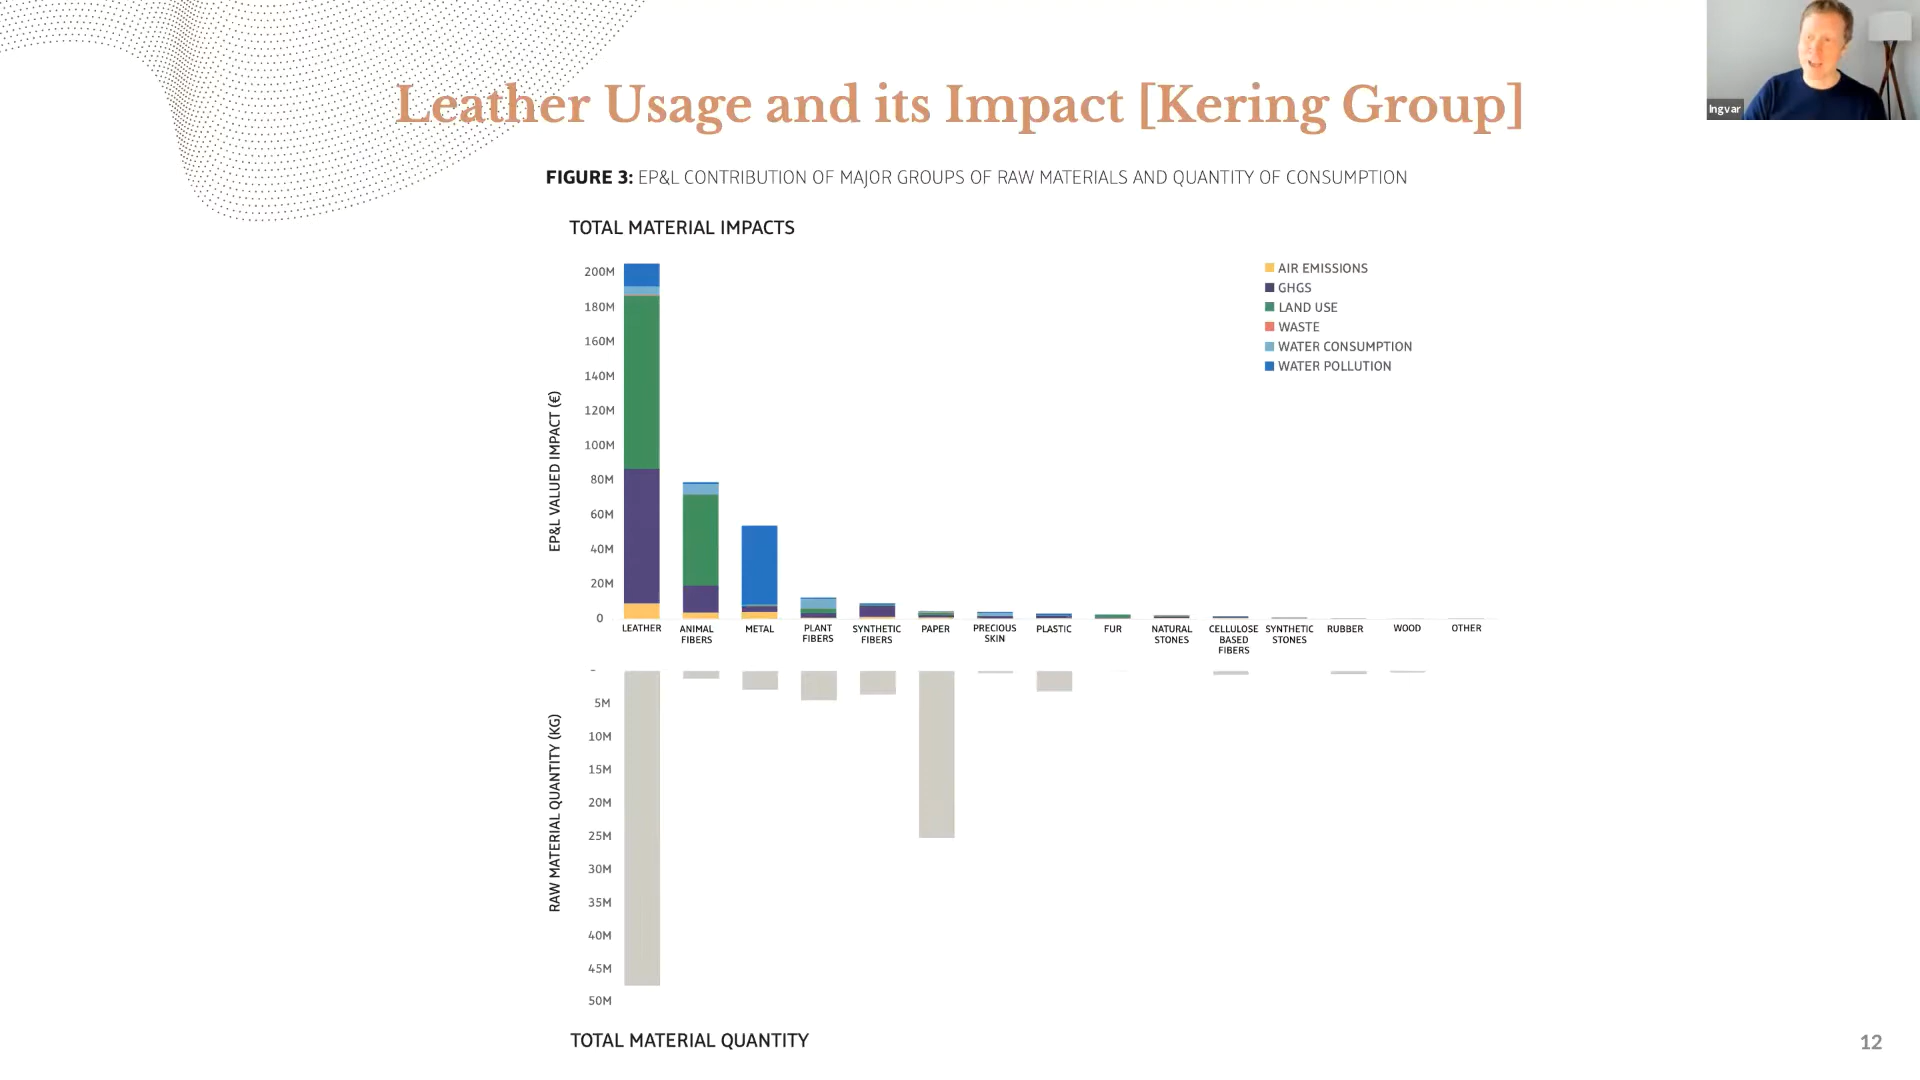 Leather Usage and its Impact [Kering Group]
Ingvar
FIGURE 3: EP&L CONTRIBUTION OF MAJOR GROUPS OF RAW MATERIALS AND QUANTITY OF CONSUMPTION
TOTAL MATERIAL IMPACTS
EP&L VALUED IMPACT (€)
200M
180M
160M
140M
120M
100M
80M
60M
40M
20M
0
AIR EMISSIONS
GHGS
LAND USE
WASTE
WATER CONSUMPTION
WATER POLLUTION
LEATHER
ANIMAL
FIBERS
METAL
PLANT
FIBERS
SYNTHETIC
FIBERS
PAPER
PRECIOUS
SKIN
PLASTIC
FUR
NATURAL
STONES
CELLULOSE
BASED
FIBERS
SYNTHETIC
STONES
RUBBER
WOOD
OTHER
RAW MATERIAL QUANTITY (KG)
-
5M
10M
15M
20M
25M
30M
35M
40M
45M
50M
TOTAL MATERIAL QUANTITY
12